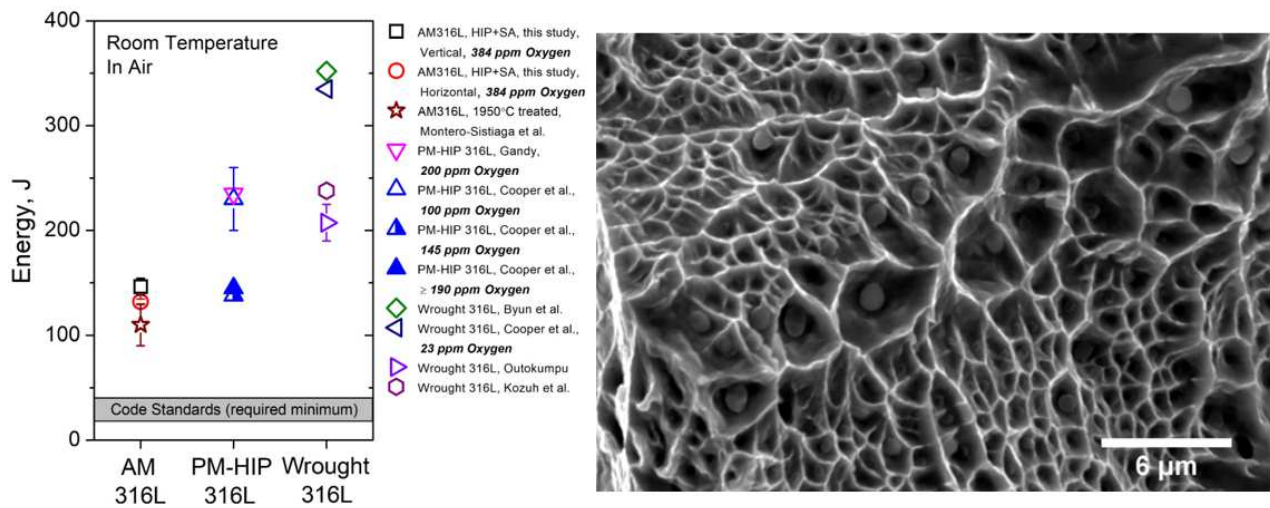 400
300
200
100
0
Energy, J
Room Temperature
In Air
Code Standards (required minimum)
AM
316L
PM-HIP
316L
Wrought
316L
AM316L, HIP+SA, this study,
Vertical, 384 ppm Oxygen
AM316L, HIP+SA, this study,
Horizontal, 384 ppm Oxygen
AM316L, 1950°C treated,
Montero-Sistiaga et al.
PM-HIP 316L, Gandy,
200 ppm Oxygen
PM-HIP 316L, Cooper et al.,
100 ppm Oxygen
PM-HIP 316L, Cooper et al.,
145 ppm Oxygen
PM-HIP 316L, Cooper et al.,
≥ 190 ppm Oxygen
Wrought 316L, Byun et al.
Wrought 316L, Cooper et al.,
23 ppm Oxygen
Wrought 316L, Outokumpu
Wrought 316L, Kozuh et al.
6 µm